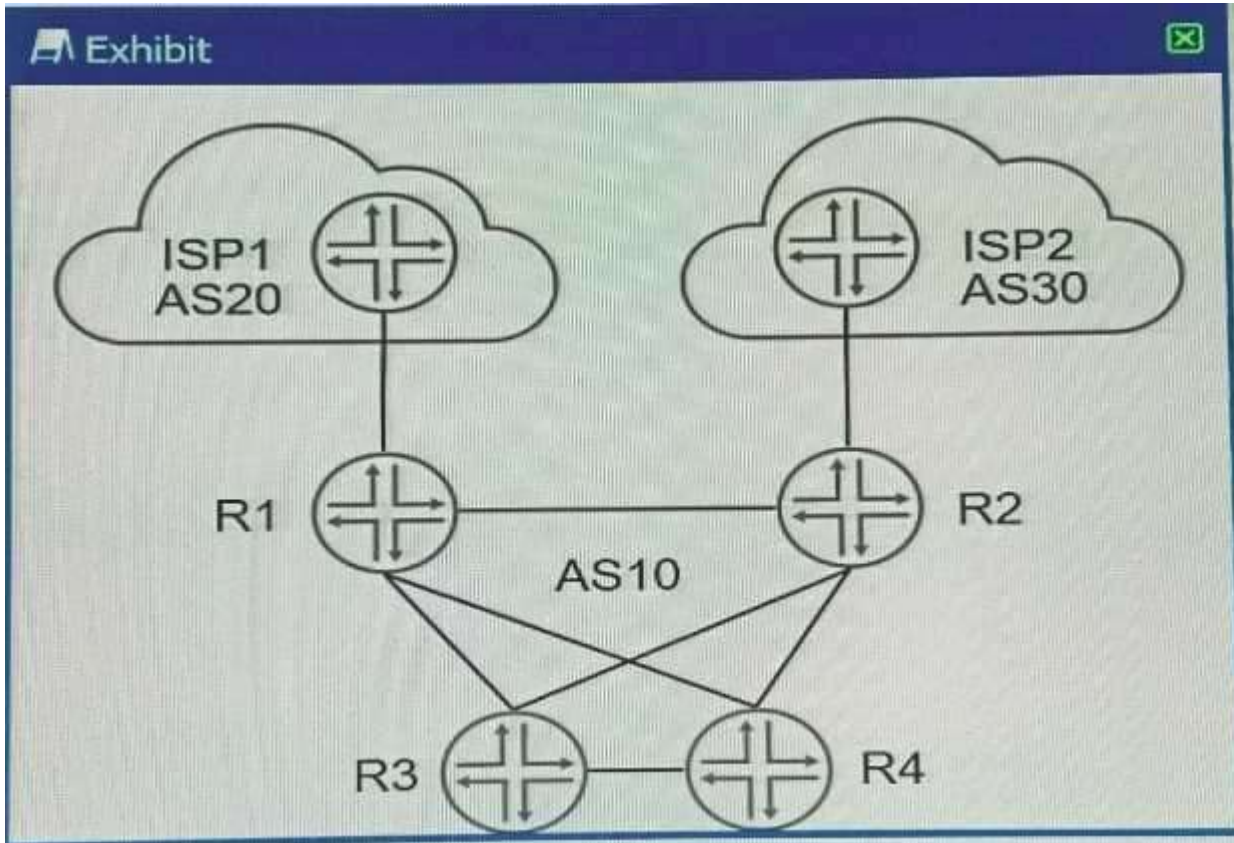 Exhibit
ISP1
AS20
ISP2
AS30
R1
R2
AS10
R3
R4